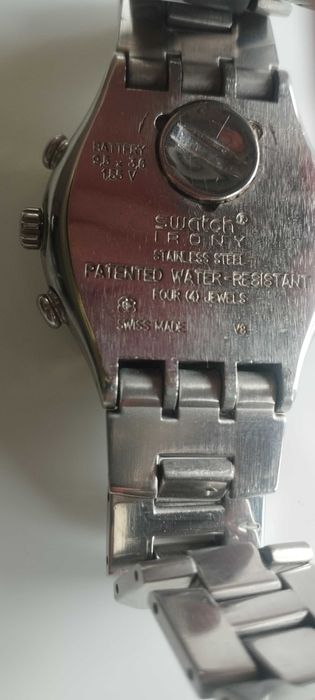 BATTERY
9,5 x 3,6
1,55 V
swatch®
IRONY
STAINLESS STEEL
PATENTED WATER-RESISTANT
FOUR (4) JEWELS
SWISS MADE V8